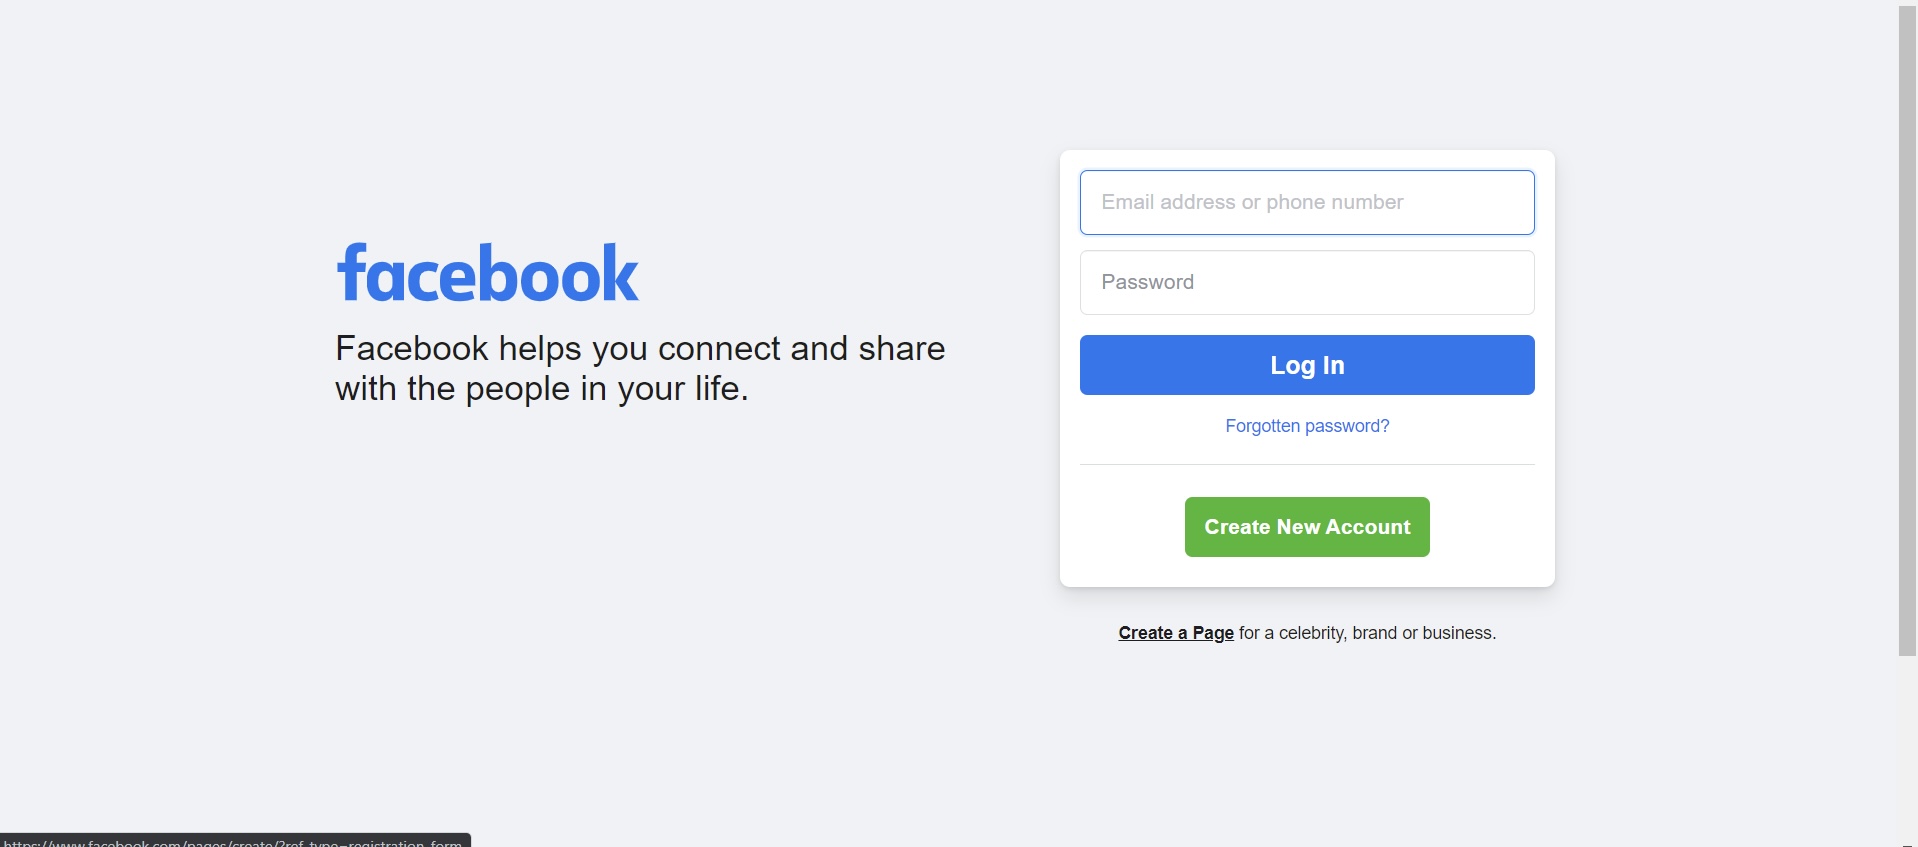 facebook
Facebook helps you connect and share
with the people in your life.
Email address or phone number
Password
Log In
Forgotten password?
Create New Account
Create a Page for a celebrity, brand or business.
https://www.facebook.com/pages/create/?ref_type=registration_form